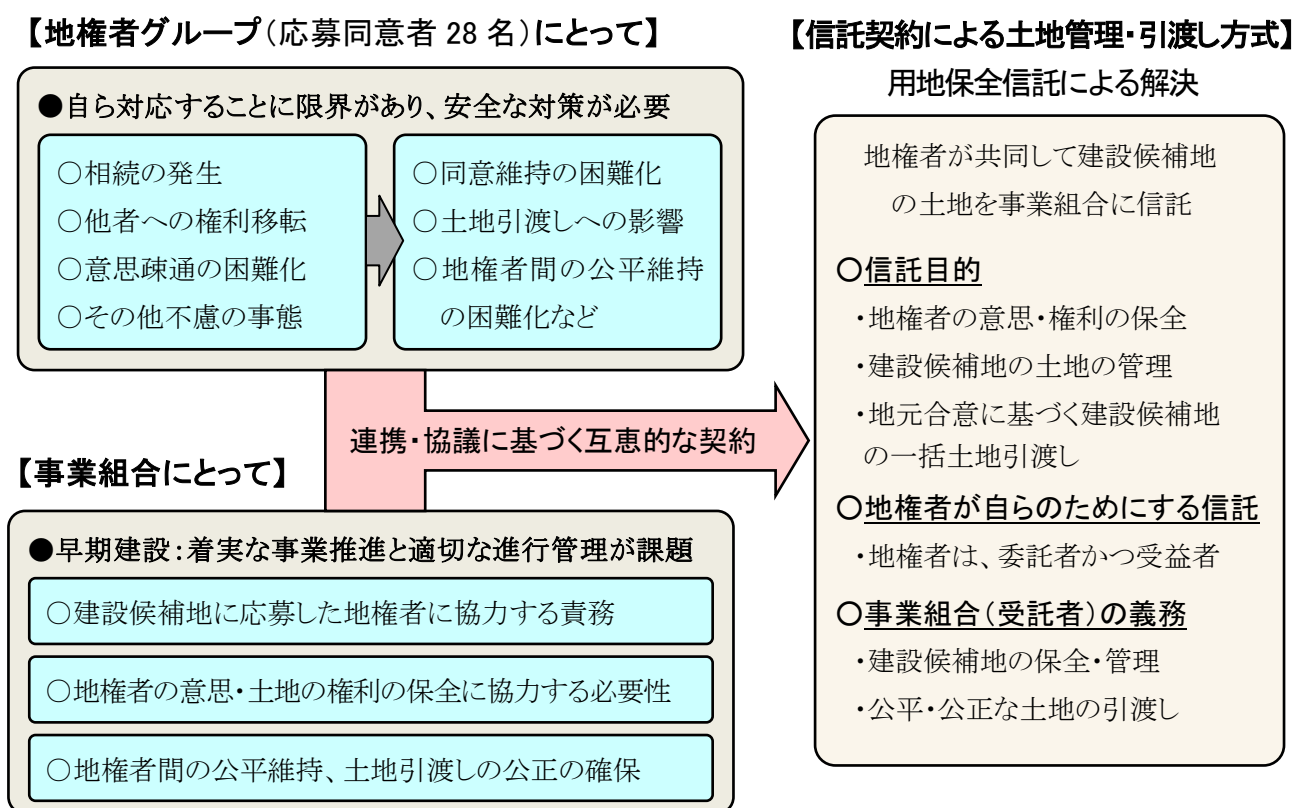 【地権者グループ(応募同意者 28 名)にとって】
●自ら対応することに限界があり、安全な対策が必要
○相続の発生
○他者への権利移転
○意思疎通の困難化
○その他不慮の事態
○同意維持の困難化
○土地引渡しへの影響
○地権者間の公平維持
の困難化など
連携・協議に基づく互恵的な契約
【事業組合にとって】
●早期建設:着実な事業推進と適切な進行管理が課題
○建設候補地に応募した地権者に協力する責務
○地権者の意思・土地の権利の保全に協力する必要性
○地権者間の公平維持、土地引渡しの公正の確保
【信託契約による土地管理・引渡し方式】
用地保全信託による解決
地権者が共同して建設候補地
の土地を事業組合に信託
○信託目的
・地権者の意思・権利の保全
・建設候補地の土地の管理
・地元合意に基づく建設候補地
の一括土地引渡し
○地権者が自らのためにする信託
・地権者は、委託者かつ受益者
○事業組合(受託者)の義務
・建設候補地の保全・管理
・公平・公正な土地の引渡し